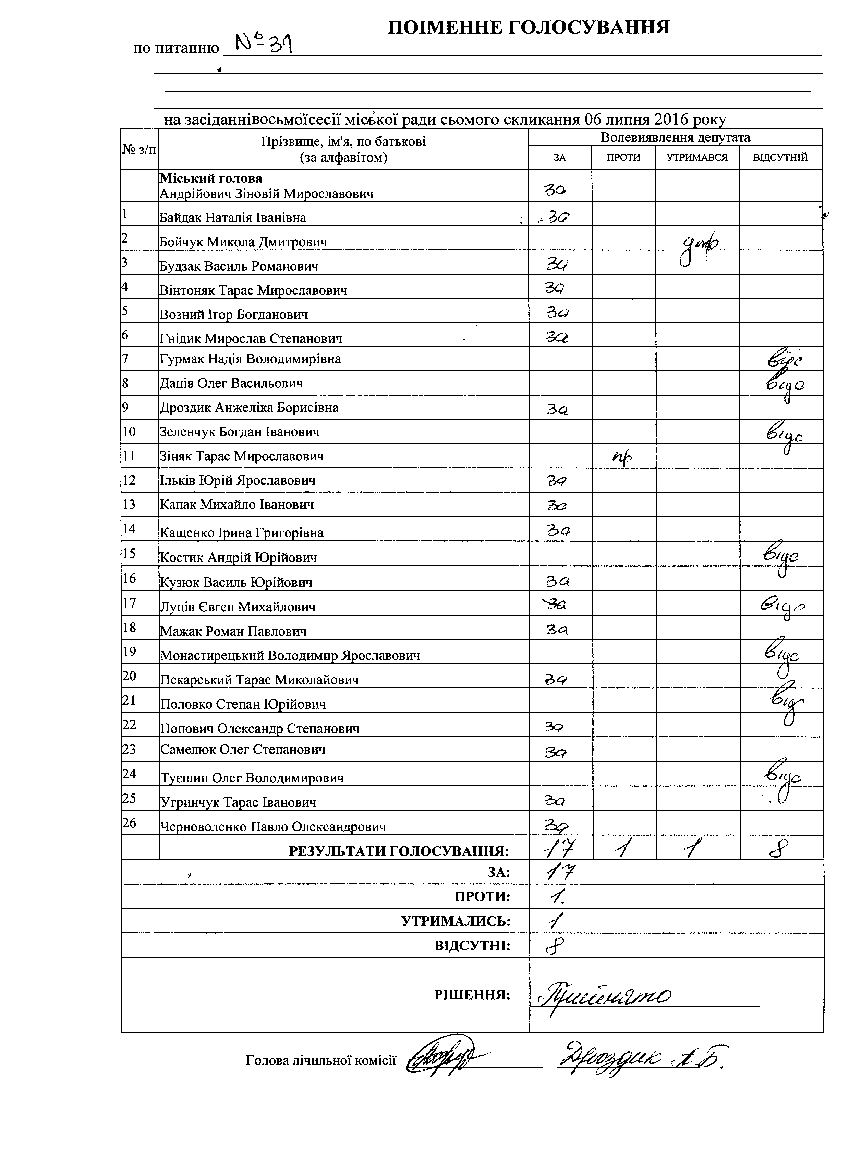 ПОІМЕННЕ ГОЛОСУВАННЯ
по питанню № 31
на засіданнівосьмоїсесії міської ради сьомого скликання 06 липня 2016 року
№ з/п Прізвище, ім'я, по батькові (за алфавітом) Волевиявлення депутата
ЗА ПРОТИ УТРИМАВСЯ ВІДСУТНІЙ
Міський голова
Андрійович Зіновій Мирославович за
1 Байдак Наталія Іванівна за
2 Бойчук Микола Дмитрович утр
3 Будзак Василь Романович за
4 Вінтоняк Тарас Мирославович за
5 Возний Ігор Богданович за
6 Гнідик Мирослав Степанович за
7 Гурмак Надія Володимирівна відс
8 Даців Олег Васильович відс
9 Дроздик Анжеліка Борисівна за
10 Зеленчук Богдан Іванович відс
11 Зіняк Тарас Мирославович пр
12 Ільків Юрій Ярославович за
13 Капак Михайло Іванович за
14 Кащенко Ірина Григорівна за
15 Костик Андрій Юрійович відс
16 Кузюк Василь Юрійович за
17 Луців Євген Михайлович за відс
18 Мажак Роман Павлович за
19 Монастирецький Володимир Ярославович відс
20 Пскарський Тарас Миколайович за
21 Половко Степан Юрійович від
22 Попович Олександр Степанович за
23 Самелюк Олег Степанович за
24 Туєшин Олег Володимирович відс
25 Угринчук Тарас Іванович за
26 Черноволенко Павло Олександрович за
РЕЗУЛЬТАТИ ГОЛОСУВАННЯ: 17 1 1 8
ЗА: 17
ПРОТИ: 1
УТРИМАЛИСЬ: 1
ВІДСУТНІ: 8
РІШЕННЯ: Прийнято
Голова лічильної комісії Дроздик А.Б.